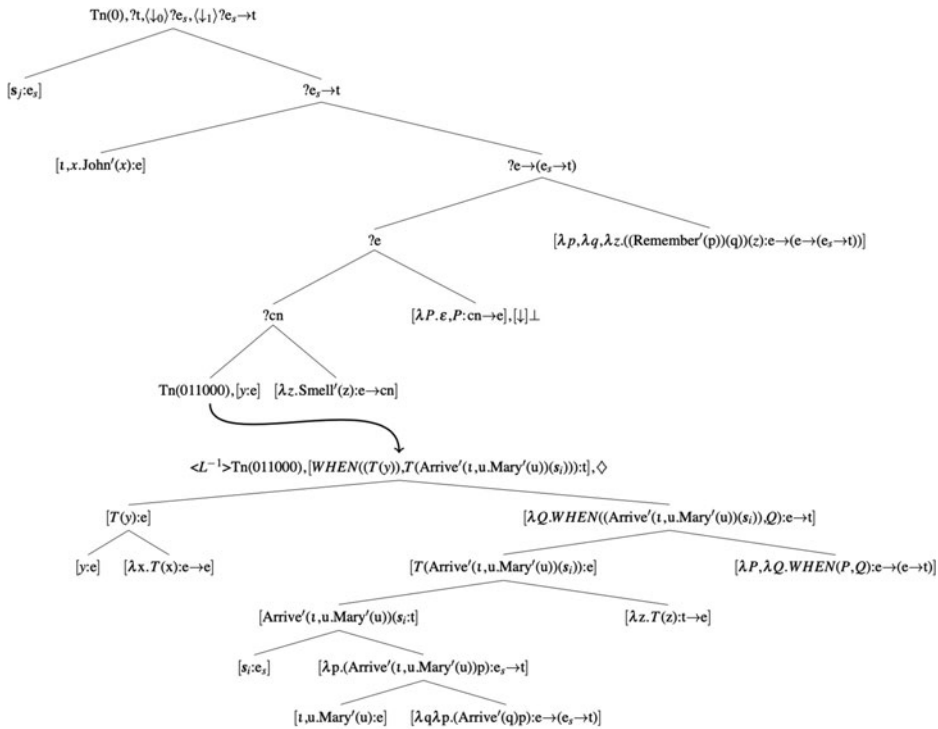 Tn(0),?t,⟨↓₀⟩?eₛ,⟨↓₁⟩?eₛ→t
[𝐬ⱼ:eₛ] ?eₛ→t
[ι,x.John′(x):e] ?e→(eₛ→t)
?e [λp,λq,λz.((Remember′(p))(q))(z):e→(e→(eₛ→t))]
?cn [λP.ε,P:cn→e],[↓]⊥
Tn(011000),[y:e] [λz.Smell′(z):e→cn]
<L⁻¹>Tn(011000),[WHEN((T(y)),T(Arrive′(ι,u.Mary′(u))(𝒔ᵢ))):t],◇
[T(y):e] [λQ.WHEN((Arrive′(ι,u.Mary′(u))(𝒔ᵢ)),Q):e→t]
[y:e] [λx.T(x):e→e] [T(Arrive′(ι,u.Mary′(u))(𝒔ᵢ)):e] [λP,λQ.WHEN(P,Q):e→(e→t)]
[Arrive′(ι,u.Mary′(u))(𝒔ᵢ:t] [λz.T(z):t→e]
[𝒔ᵢ:eₛ] [λp.(Arrive′(ι,u.Mary′(u))p):eₛ→t]
[ι,u.Mary′(u):e] [λqλp.(Arrive′(q)p):e→(eₛ→t)]